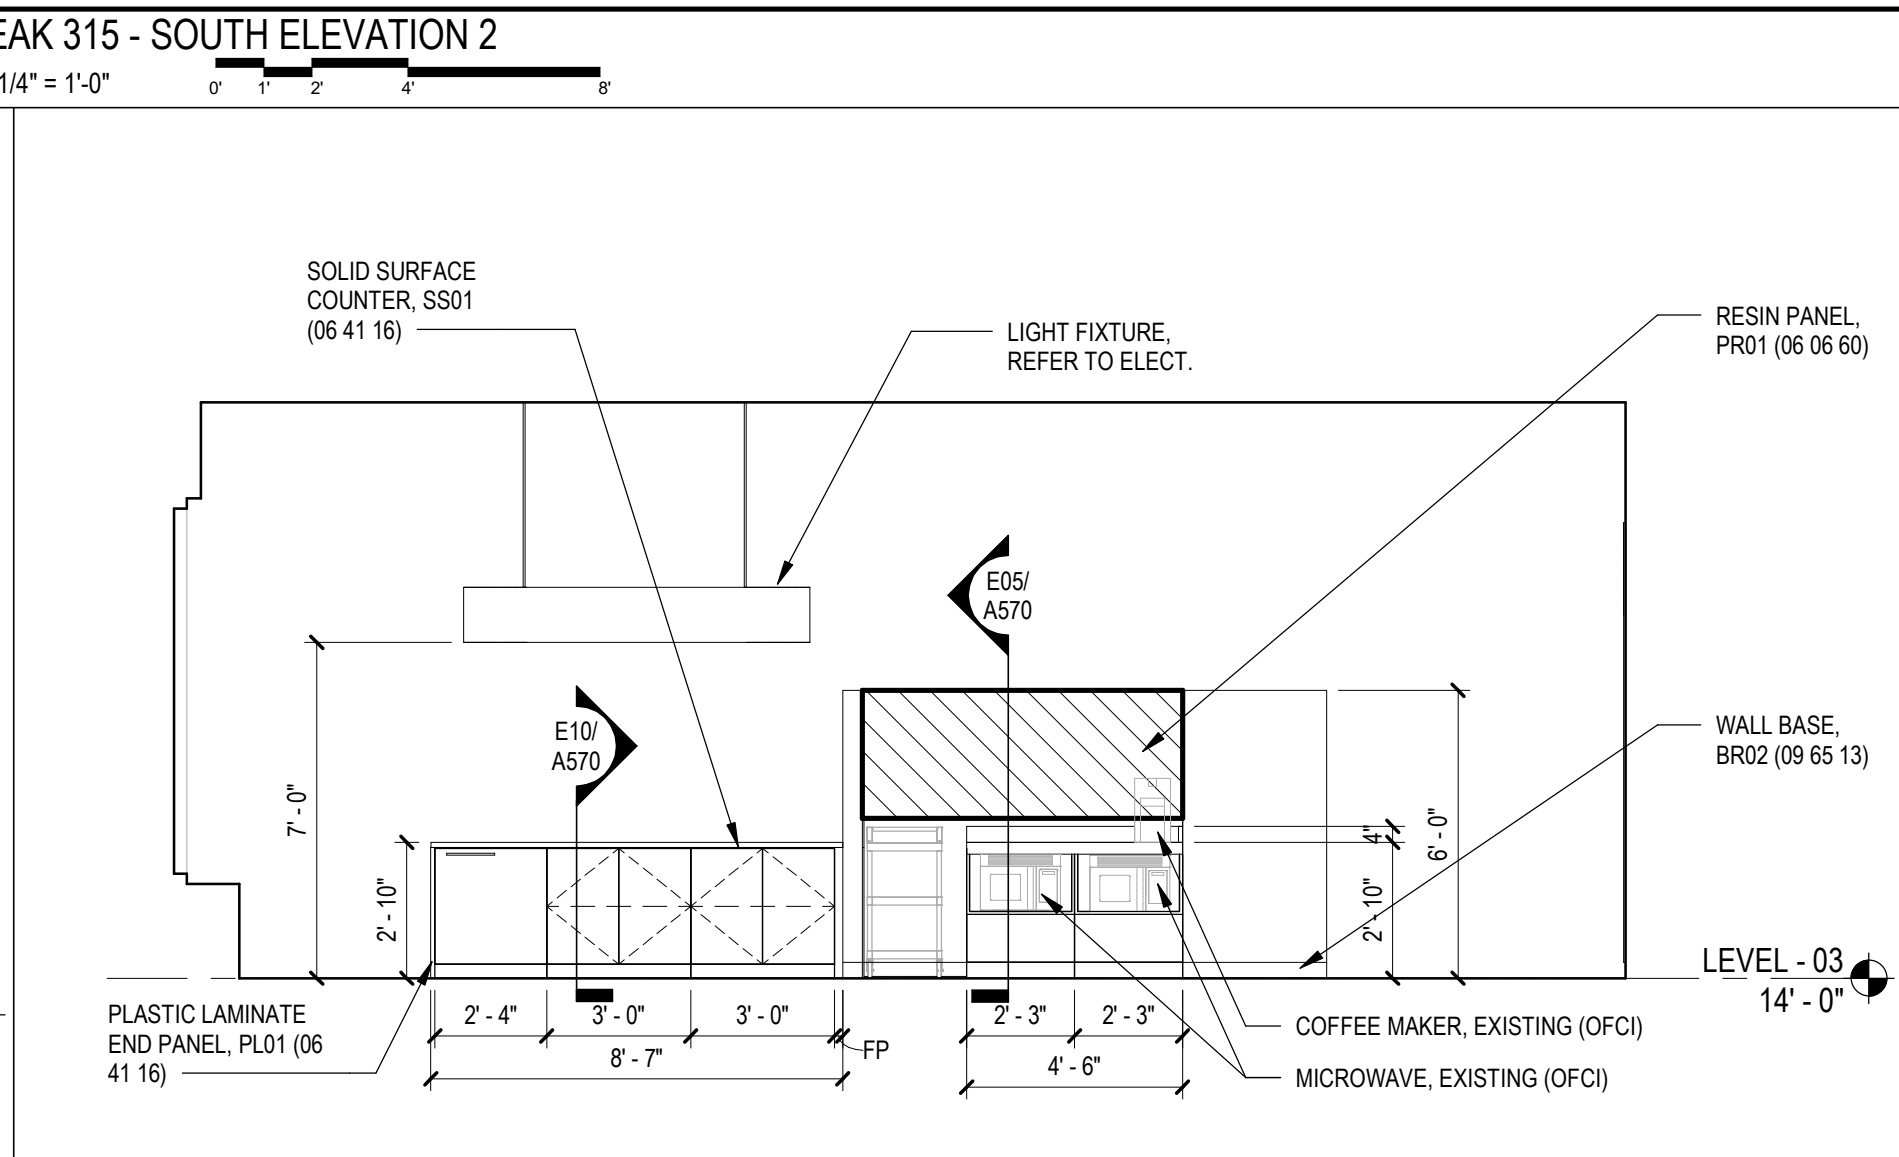 EAK 315 - SOUTH ELEVATION 2
1/4" = 1'-0"
0' 1' 2' 4' 8'
SOLID SURFACE
COUNTER, SS01
(06 41 16)
LIGHT FIXTURE,
REFER TO ELECT.
RESIN PANEL,
PR01 (06 06 60)
E05/
A570
E10/
A570
WALL BASE,
BR02 (09 65 13)
7' - 0"
2' - 10"
4"
6' - 0"
2' - 10"
LEVEL - 03
14' - 0"
PLASTIC LAMINATE
END PANEL, PL01 (06
41 16)
2' - 4" 3' - 0" 3' - 0"
8' - 7"
FP
2' - 3" 2' - 3"
4' - 6"
COFFEE MAKER, EXISTING (OFCI)
MICROWAVE, EXISTING (OFCI)